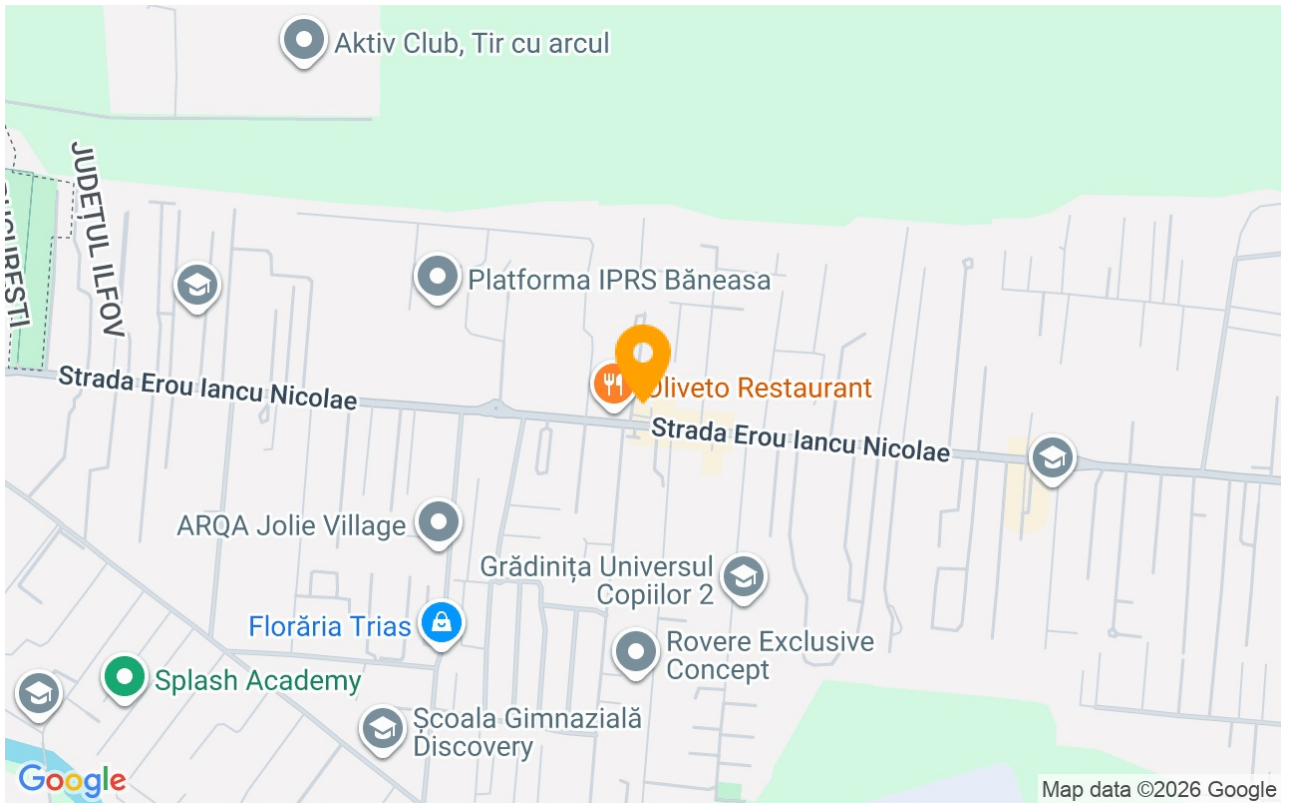 Aktiv Club, Tir cu arcul
JUDEȚUL ILFOV
Platforma IPRS Băneasa
Strada Erou Iancu Nicolae
Oliveto Restaurant
Strada Erou Iancu Nicolae
ARQA Jolie Village
Grădinița Universul
Copiilor 2
Florăria Trias
Rovere Exclusive
Concept
Splash Academy
Școala Gimnazială
Discovery
Google
Map data ©2026 Google